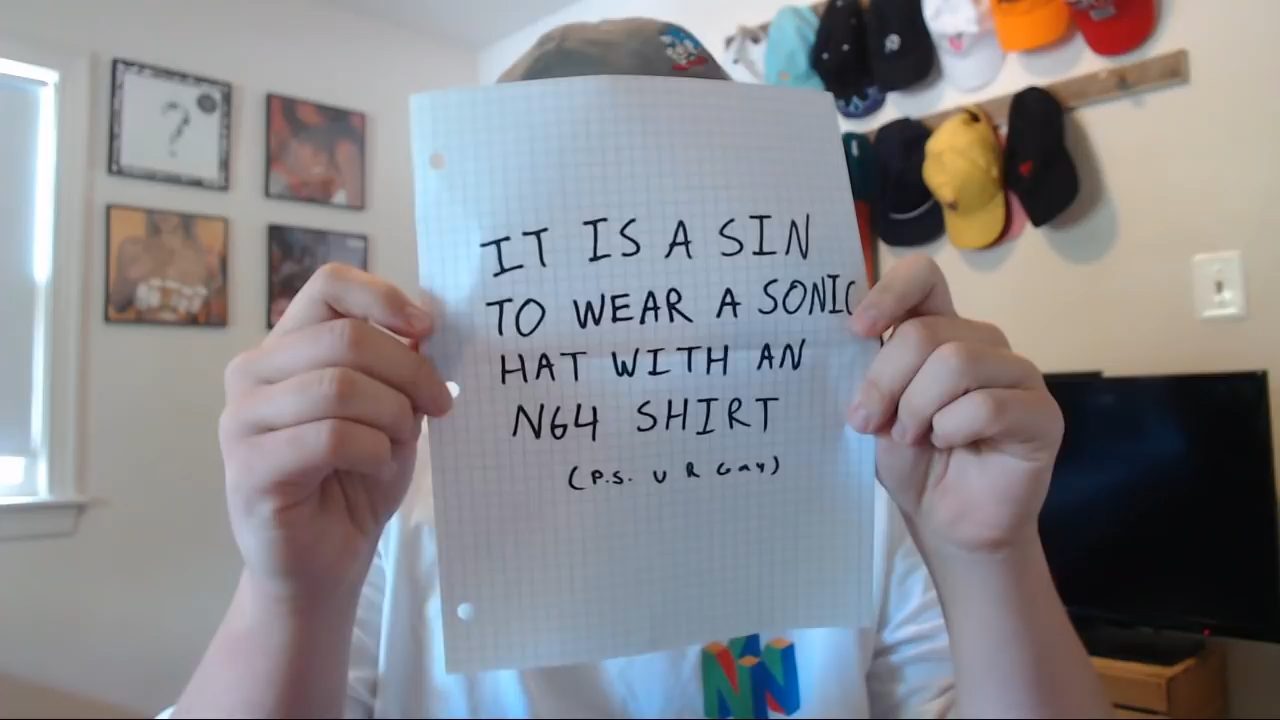 IT IS A SIN
TO WEAR A SONIC
HAT WITH AN
N64 SHIRT
(P.S. U R Gay)